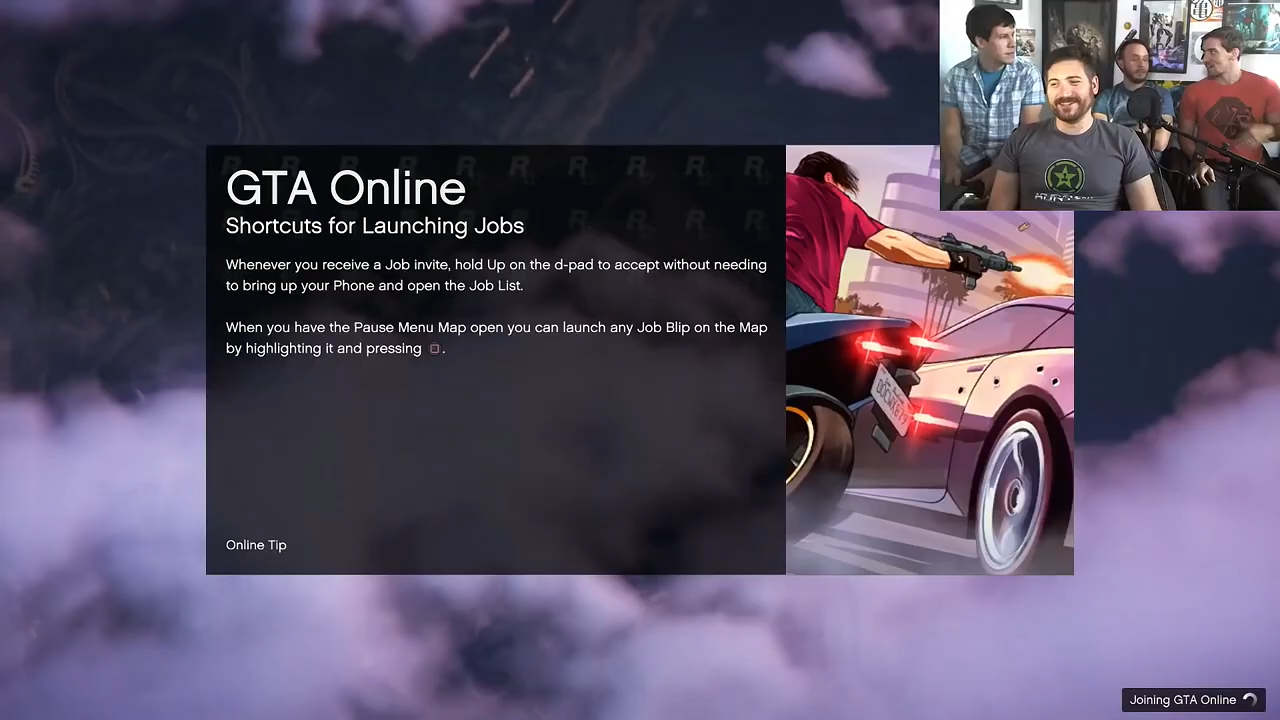 GTA Online
Shortcuts for Launching Jobs
Whenever you receive a Job invite, hold Up on the d-pad to accept without needing
to bring up your Phone and open the Job List.
When you have the Pause Menu Map open you can launch any Job Blip on the Map
by highlighting it and pressing .
Online Tip
Joining GTA Online